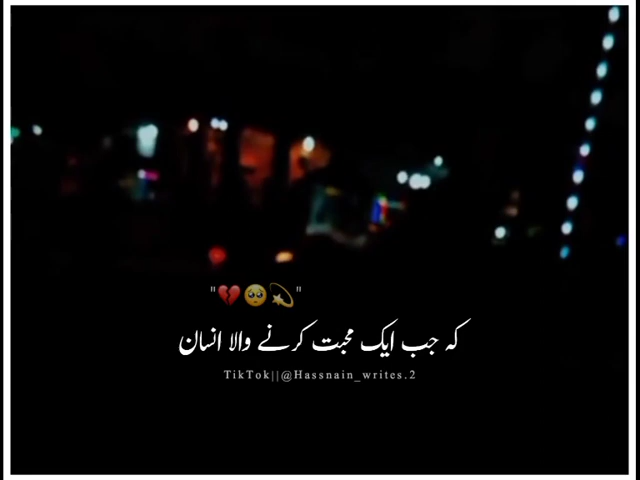 "💔🥺💫"
کہ جب ایک محبت کرنے والا انسان
TikTok||@Hassnain_writes.2